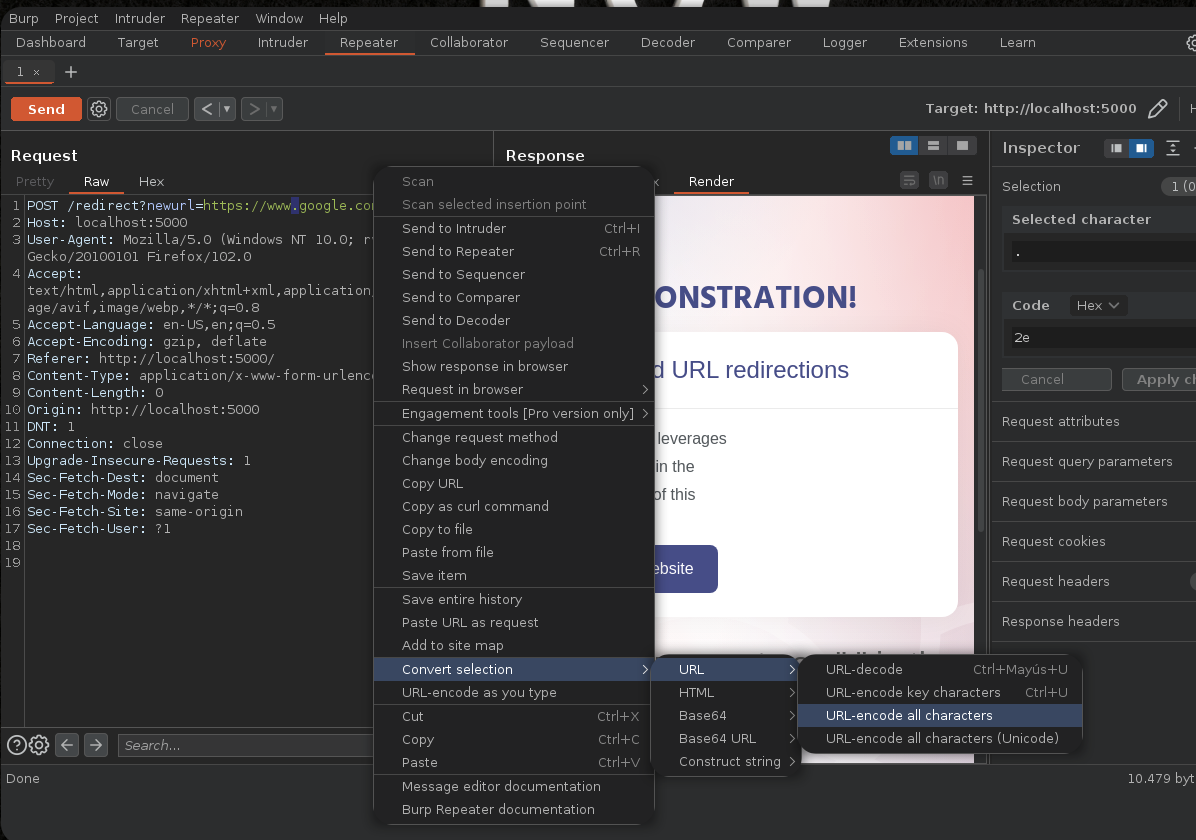 Burp Project Intruder Repeater Window Help
Dashboard Target Proxy Intruder Repeater Collaborator Sequencer Decoder Comparer Logger Extensions Learn
1 × +
Send Cancel < ▼ > ▼ Target: http://localhost:5000
Request
Pretty Raw Hex
1 POST /redirect?newurl=https://www.google.co
2 Host: localhost:5000
3 User-Agent: Mozilla/5.0 (Windows NT 10.0; r
Gecko/20100101 Firefox/102.0
4 Accept:
text/html,application/xhtml+xml,application/
age/avif,image/webp,*/*;q=0.8
5 Accept-Language: en-US,en;q=0.5
6 Accept-Encoding: gzip, deflate
7 Referer: http://localhost:5000/
8 Content-Type: application/x-www-form-urlenc
9 Content-Length: 0
10 Origin: http://localhost:5000
11 DNT: 1
12 Connection: close
13 Upgrade-Insecure-Requests: 1
14 Sec-Fetch-Dest: document
15 Sec-Fetch-Mode: navigate
16 Sec-Fetch-Site: same-origin
17 Sec-Fetch-User: ?1
18
19
Search...
Done
Scan
Scan selected insertion point
Send to Intruder Ctrl+I
Send to Repeater Ctrl+R
Send to Sequencer
Send to Comparer
Send to Decoder
Insert Collaborator payload
Show response in browser
Request in browser >
Engagement tools [Pro version only] >
Change request method
Change body encoding
Copy URL
Copy as curl command
Copy to file
Paste from file
Save item
Save entire history
Paste URL as request
Add to site map
Convert selection >
URL-encode as you type
Cut Ctrl+X
Copy Ctrl+C
Paste Ctrl+V
Message editor documentation
Burp Repeater documentation
URL >
HTML >
Base64 >
Base64 URL >
Construct string >
URL-decode Ctrl+Mayús+U
URL-encode key characters Ctrl+U
URL-encode all characters
URL-encode all characters (Unicode)
Response
Render
\n
ONSTRATION!
d URL redirections
leverages
in the
of this
ebsite
Inspector
Selection 1 (0
Selected character
.
Code Hex
2e
Cancel Apply ch
Request attributes
Request query parameters
Request body parameters
Request cookies
Request headers
Response headers
10.479 byt